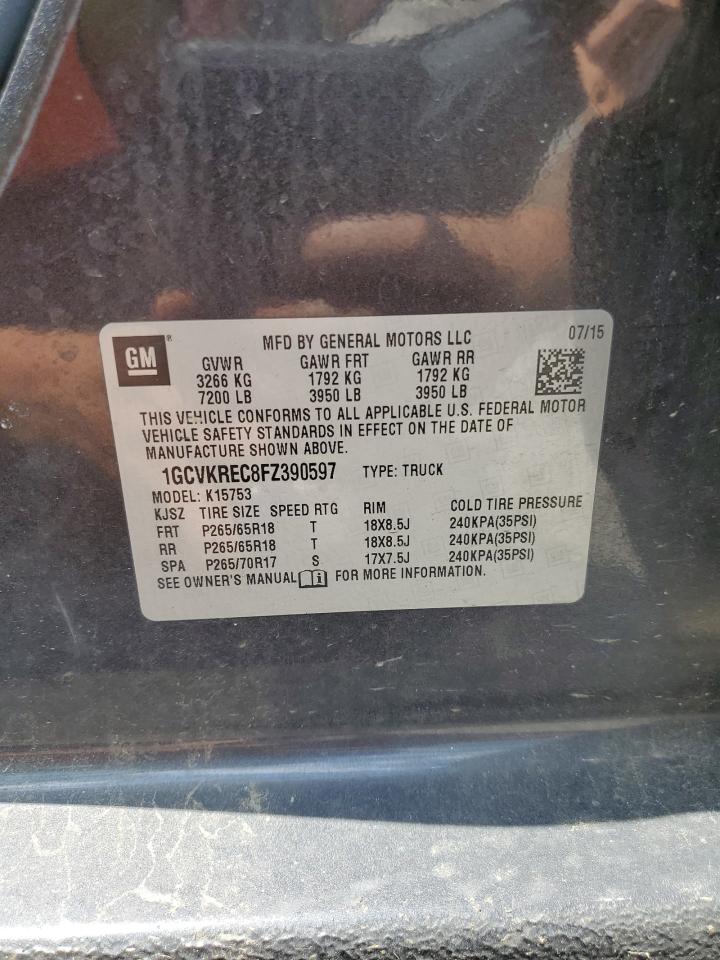 GM ® MFD BY GENERAL MOTORS LLC 07/15
GVWR GAWR FRT GAWR RR
3266 KG 1792 KG 1792 KG
7200 LB 3950 LB 3950 LB
THIS VEHICLE CONFORMS TO ALL APPLICABLE U.S. FEDERAL MOTOR
VEHICLE SAFETY STANDARDS IN EFFECT ON THE DATE OF
MANUFACTURE SHOWN ABOVE.
1GCVKREC8FZ390597 TYPE: TRUCK
MODEL: K15753
KJSZ TIRE SIZE SPEED RTG RIM COLD TIRE PRESSURE
FRT P265/65R18 T 18X8.5J 240KPA(35PSI)
RR P265/65R18 T 18X8.5J 240KPA(35PSI)
SPA P265/70R17 S 17X7.5J 240KPA(35PSI)
SEE OWNER'S MANUAL FOR MORE INFORMATION.